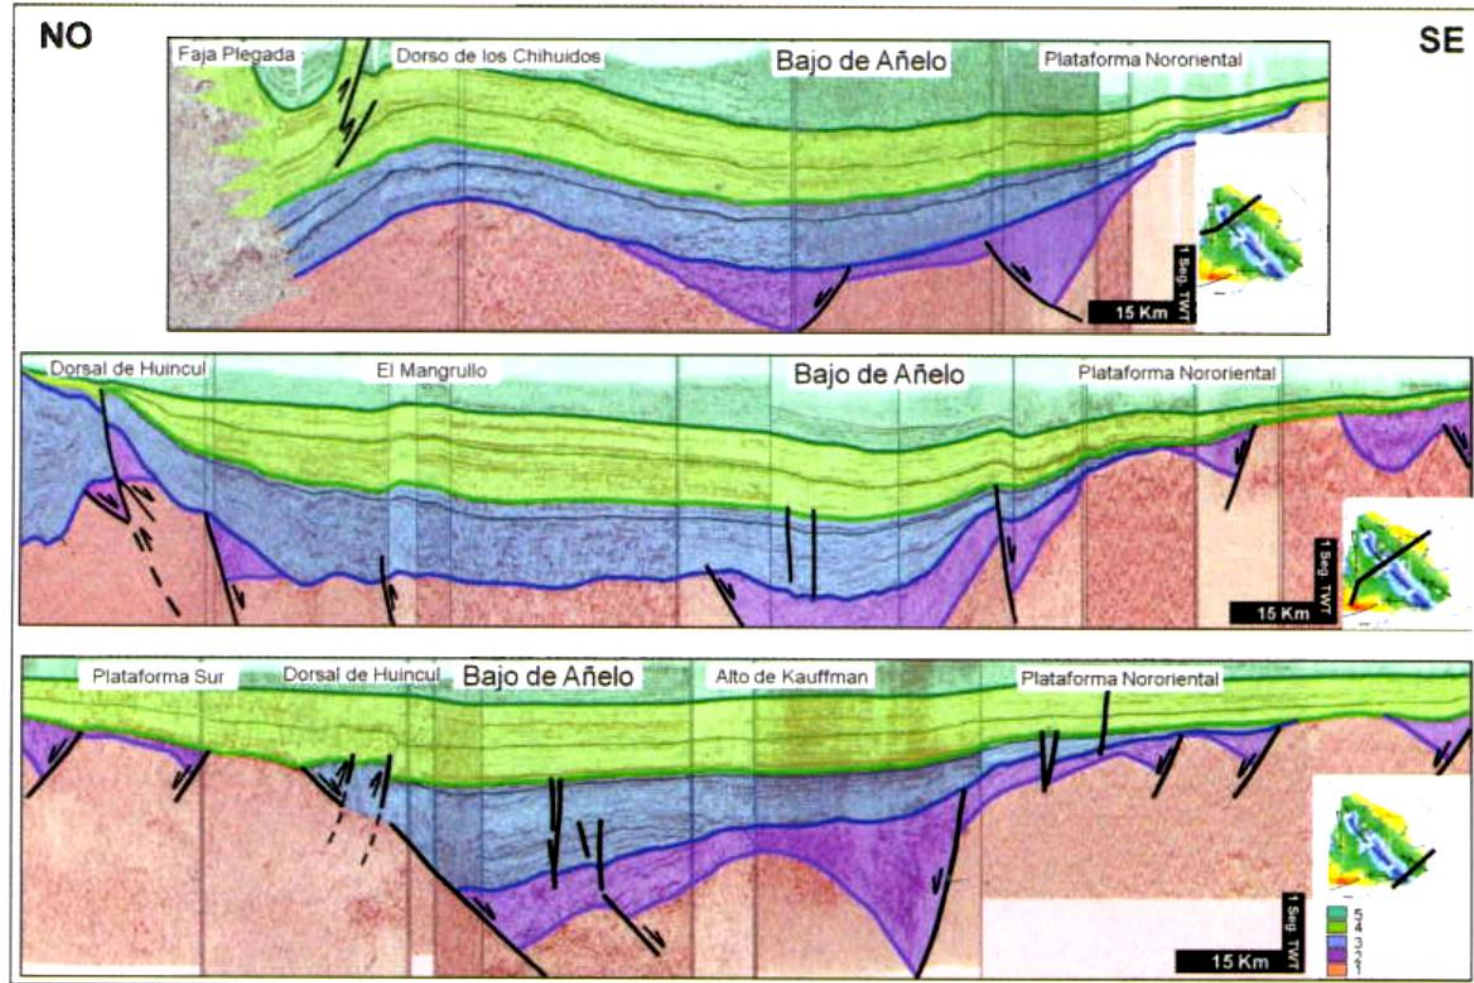 NO
SE
Faja Plegada
Dorso de los Chihuidos
Bajo de Añelo
Plataforma Nororiental
1 Seg. TWT
15 Km
Dorsal de Huincul
El Mangrullo
Bajo de Añelo
Plataforma Nororiental
1 Seg. TWT
15 Km
Plataforma Sur
Dorsal de Huincul
Bajo de Añelo
Alto de Kauffman
Plataforma Nororiental
1 Seg. TWT
15 Km
5
4
3
2
1